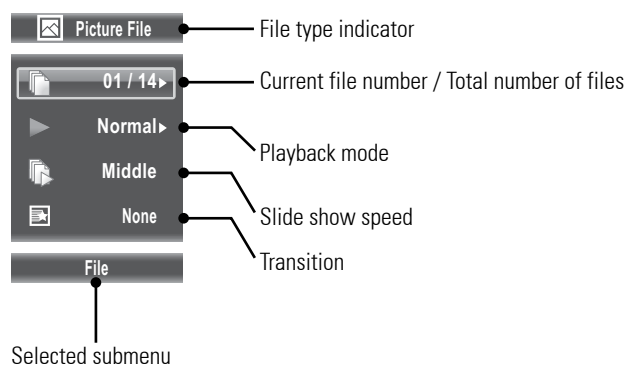 Picture File
File type indicator
01 / 14
Current file number / Total number of files
Normal
Playback mode
Middle
Slide show speed
None
Transition
File
Selected submenu